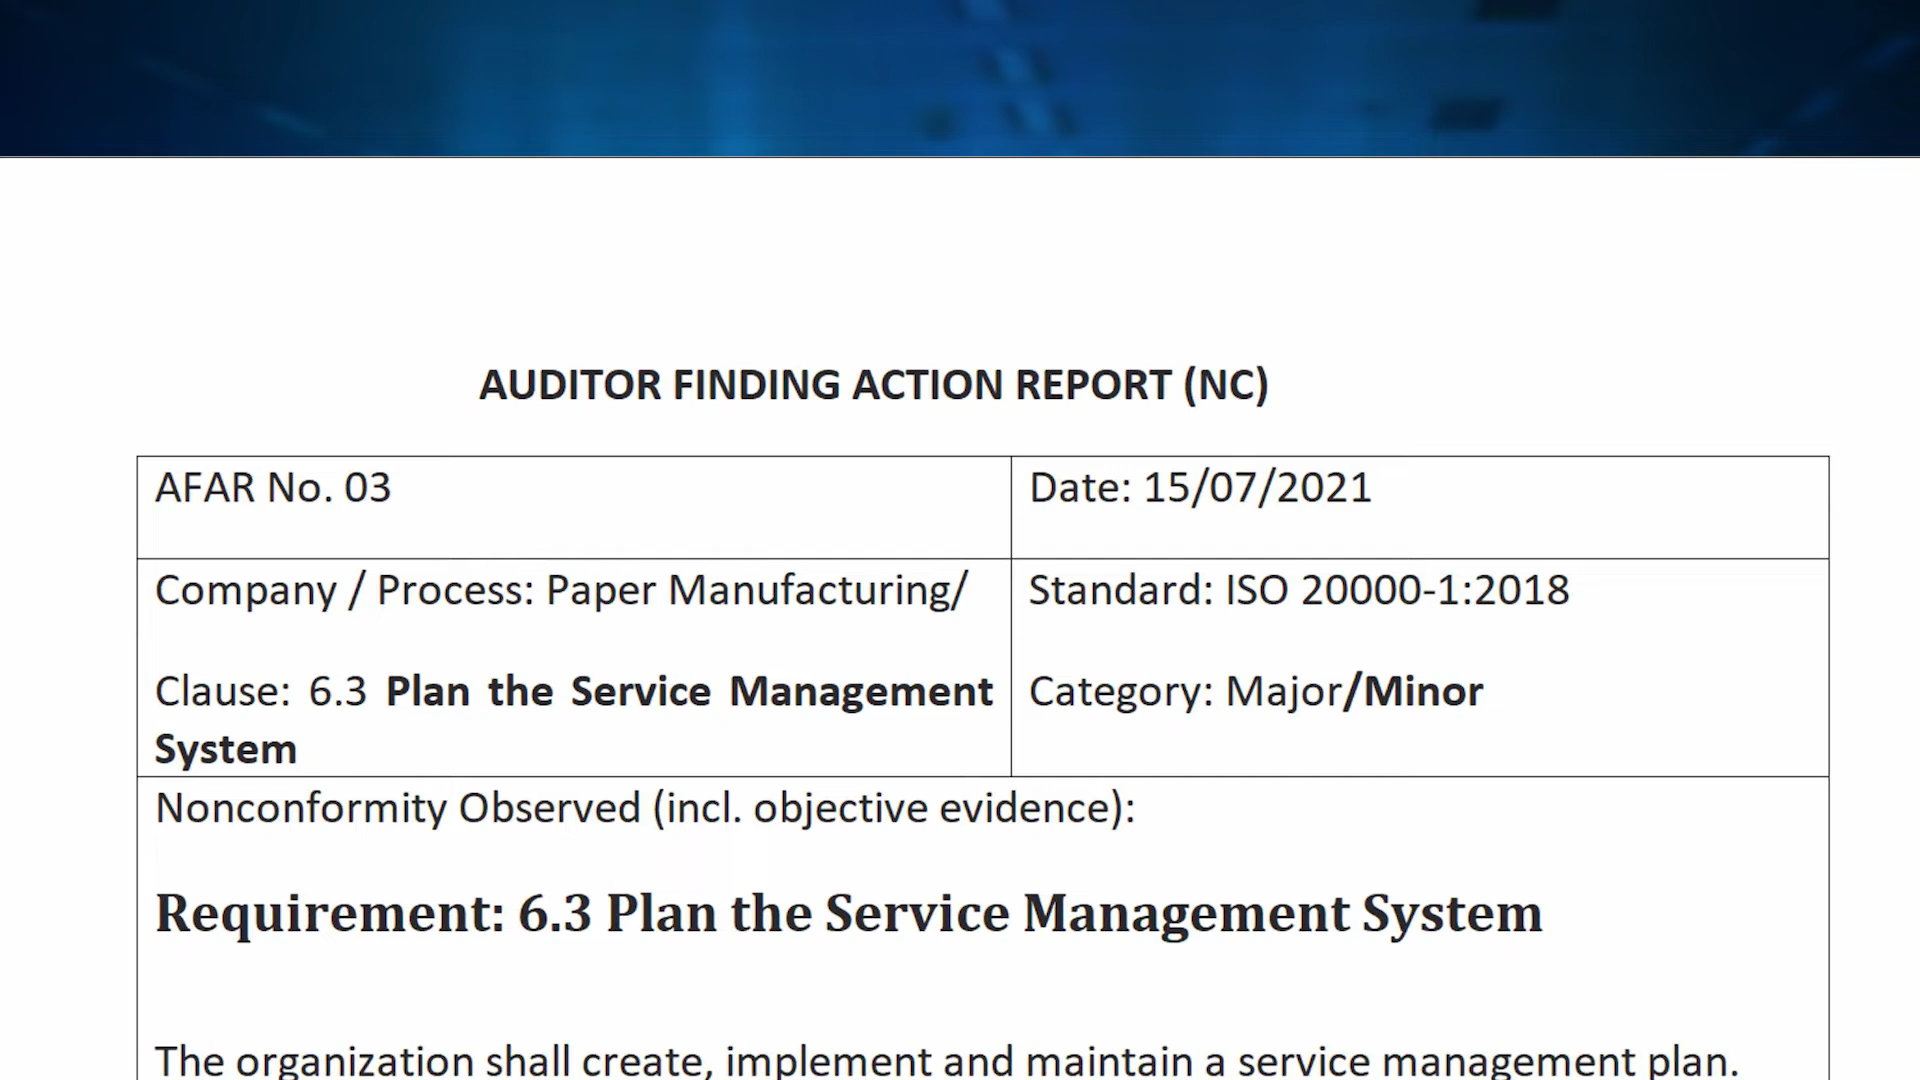 AUDITOR FINDING ACTION REPORT (NC)
AFAR No. 03
Date: 15/07/2021
Company / Process: Paper Manufacturing/
Standard: ISO 20000-1:2018
Clause: 6.3 Plan the Service Management
System
Category: Major/Minor
Nonconformity Observed (incl. objective evidence):
Requirement: 6.3 Plan the Service Management System
The organization shall create, implement and maintain a service management plan.